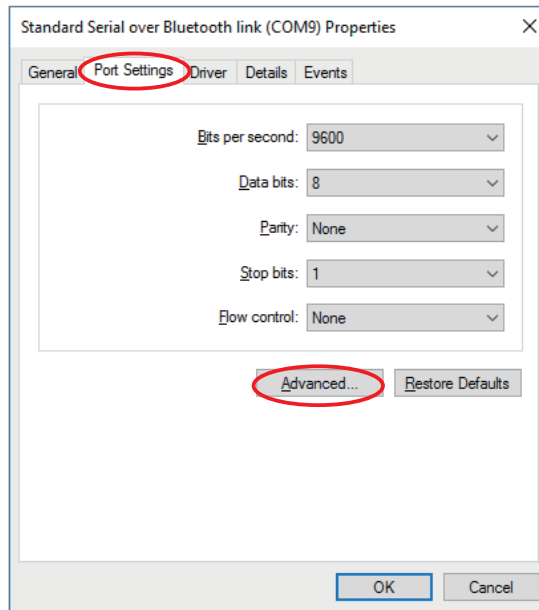 Standard Serial over Bluetooth link (COM9) Properties
General Port Settings Driver Details Events
Bits per second: 9600
Data bits: 8
Parity: None
Stop bits: 1
Flow control: None
Advanced... Restore Defaults
OK Cancel